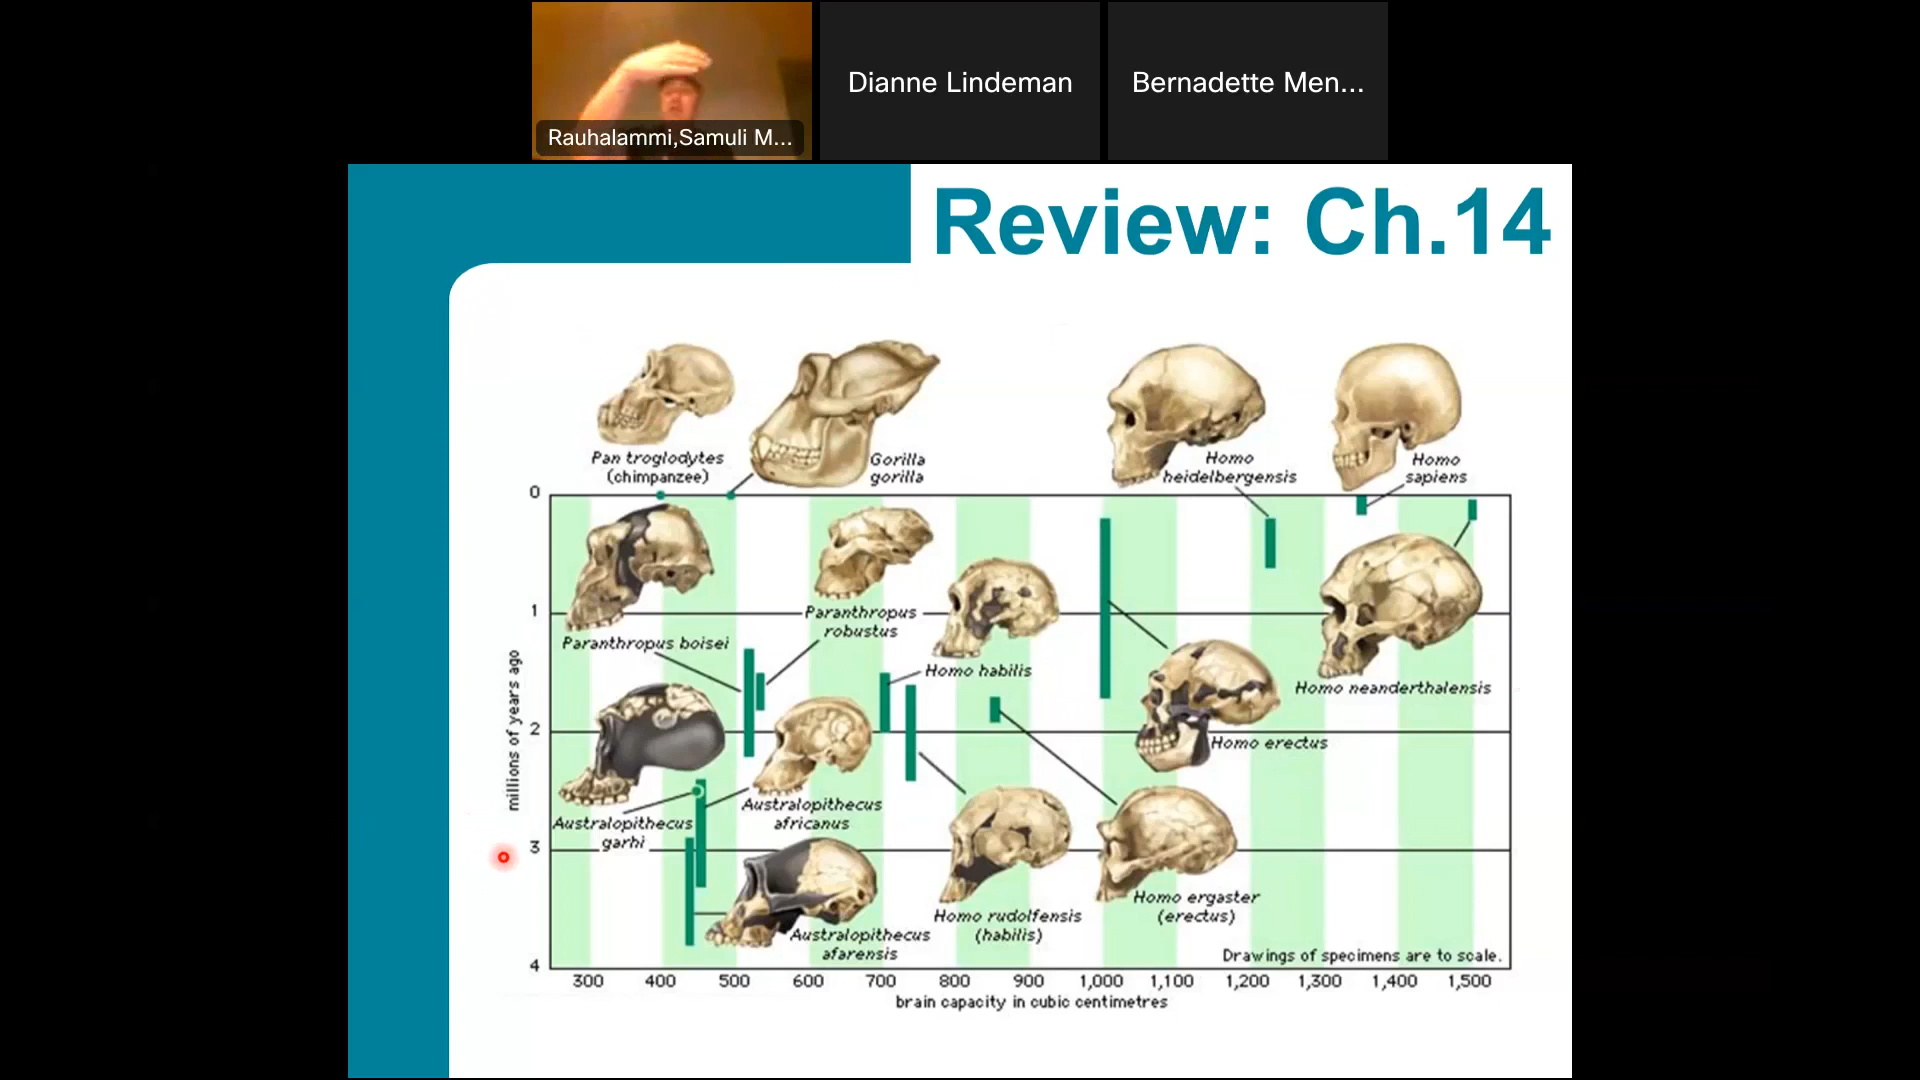 Rauhalammi,Samuli M...
Dianne Lindeman
Bernadette Men...
Review: Ch.14
Pan troglodytes
(chimpanzee)
Gorilla
gorilla
Homo
heidelbergensis
Homo
sapiens
0
Paranthropus
robustus
1
Paranthropus boisei
Homo habilis
Homo neanderthalensis
millions of years ago
2
Homo erectus
Australopithecus
africanus
Australopithecus
garhi
3
Homo ergaster
(erectus)
Homo rudolfensis
(habilis)
Australopithecus
afarensis
Drawings of specimens are to scale.
4
300 400 500 600 700 800 900 1,000 1,100 1,200 1,300 1,400 1,500
brain capacity in cubic centimetres